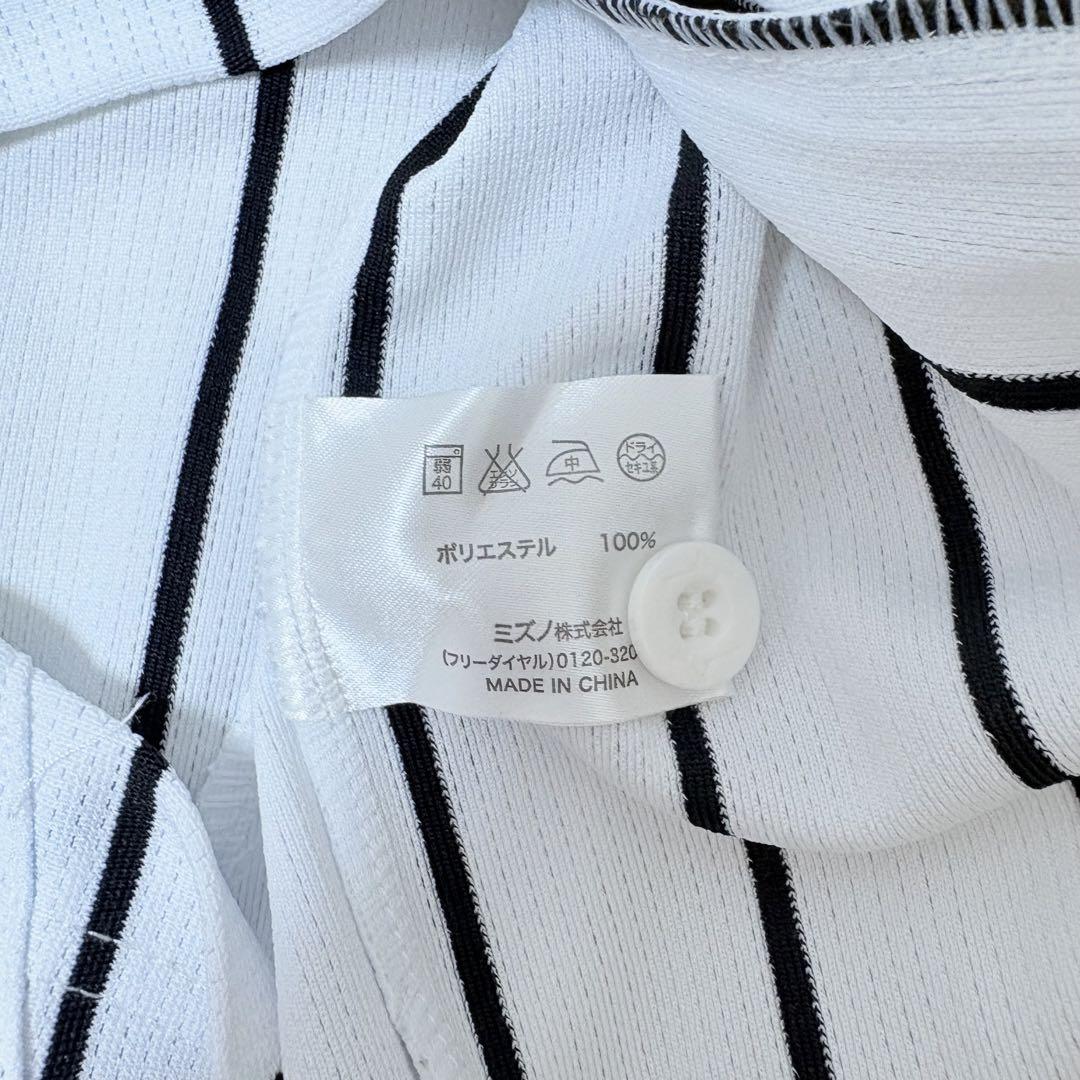 弱 40 エンソ サラシ 中 ドライ セキユ系
ポリエステル 100%
ミズノ株式会社
(フリーダイヤル)0120-320
MADE IN CHINA